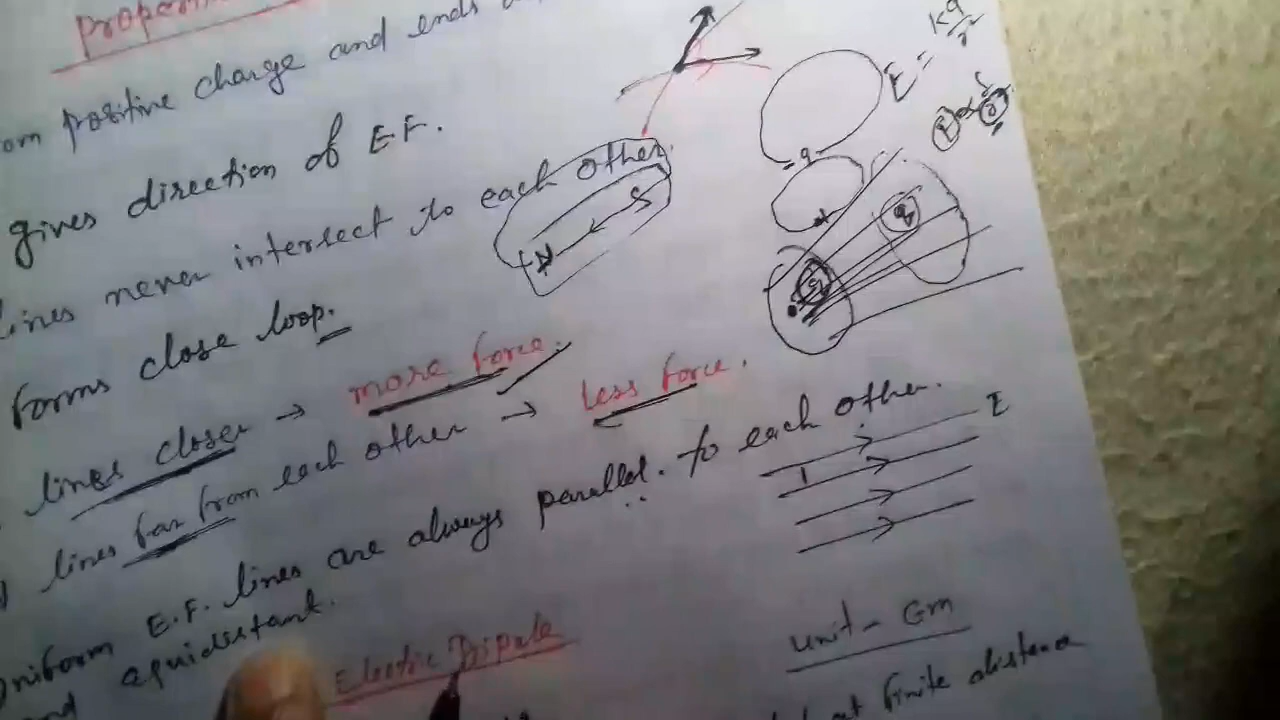 om positive charge and ends
gives direction of E.F.
lines never intersect to each other.
forms close loop.
lines closer → more force.
lines far from each other → less force.
Uniform E.F. lines are always parallel. to each other.
and equidistant.
E
E = Kq/r²
Electric Dipole
unit - Cm
at finite distance